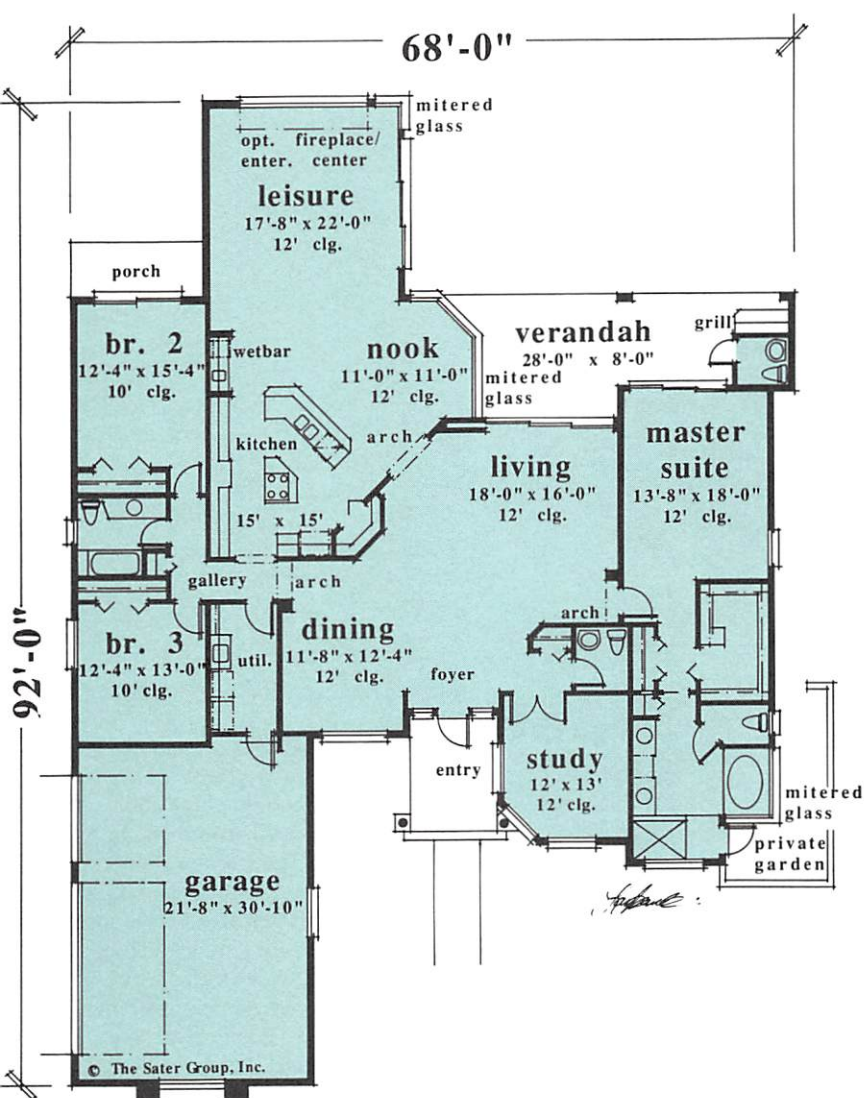 68'-0"
mitered
glass
opt. fireplace/
enter. center
leisure
17'-8" x 22'-0"
12' clg.
porch
br. 2
12'-4" x 15'-4"
10' clg.
wetbar
nook
11'-0" x 11'-0"
12' clg.
verandah
28'-0" x 8'-0"
grill
mitered
glass
kitchen
15' x 15'
arch
living
18'-0" x 16'-0"
12' clg.
master
suite
13'-8" x 18'-0"
12' clg.
gallery
arch
arch
92'-0"
br. 3
12'-4" x 13'-0"
10' clg.
util.
dining
11'-8" x 12'-4"
12' clg.
foyer
entry
study
12' x 13'
12' clg.
mitered
glass
private
garden
garage
21'-8" x 30'-10"
© The Sater Group, Inc.